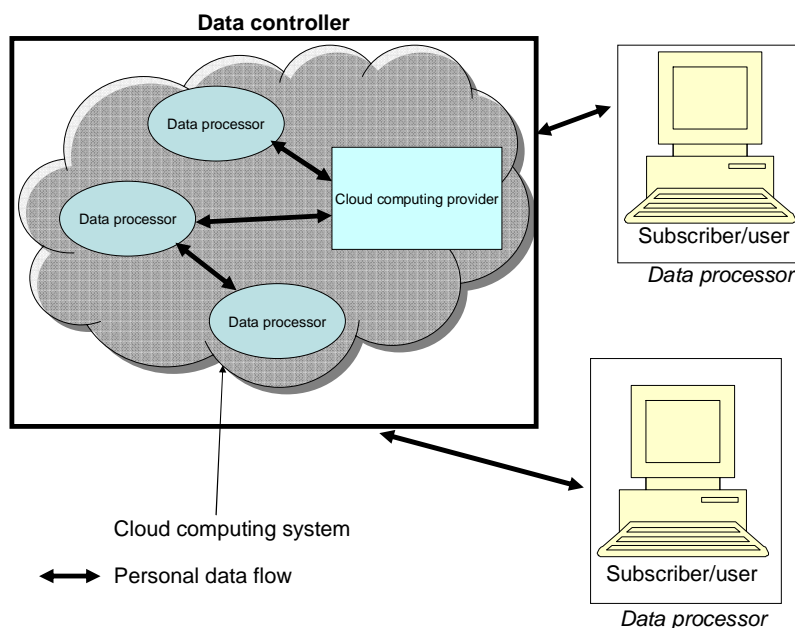 Data controller
Data processor
Cloud computing provider
Data processor
Data processor
Subscriber/user
Data processor
Cloud computing system
Personal data flow
Subscriber/user
Data processor